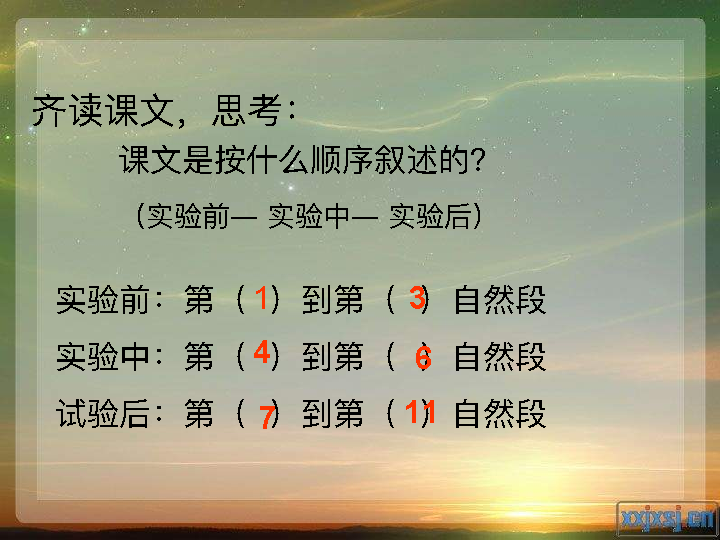 齐读课文，思考：
课文是按什么顺序叙述的?
（实验前— 实验中— 实验后）
实验前：第（1）到第（3）自然段
实验中：第（4）到第（6）自然段
试验后：第（7）到第（11）自然段
xxjxsj.cn